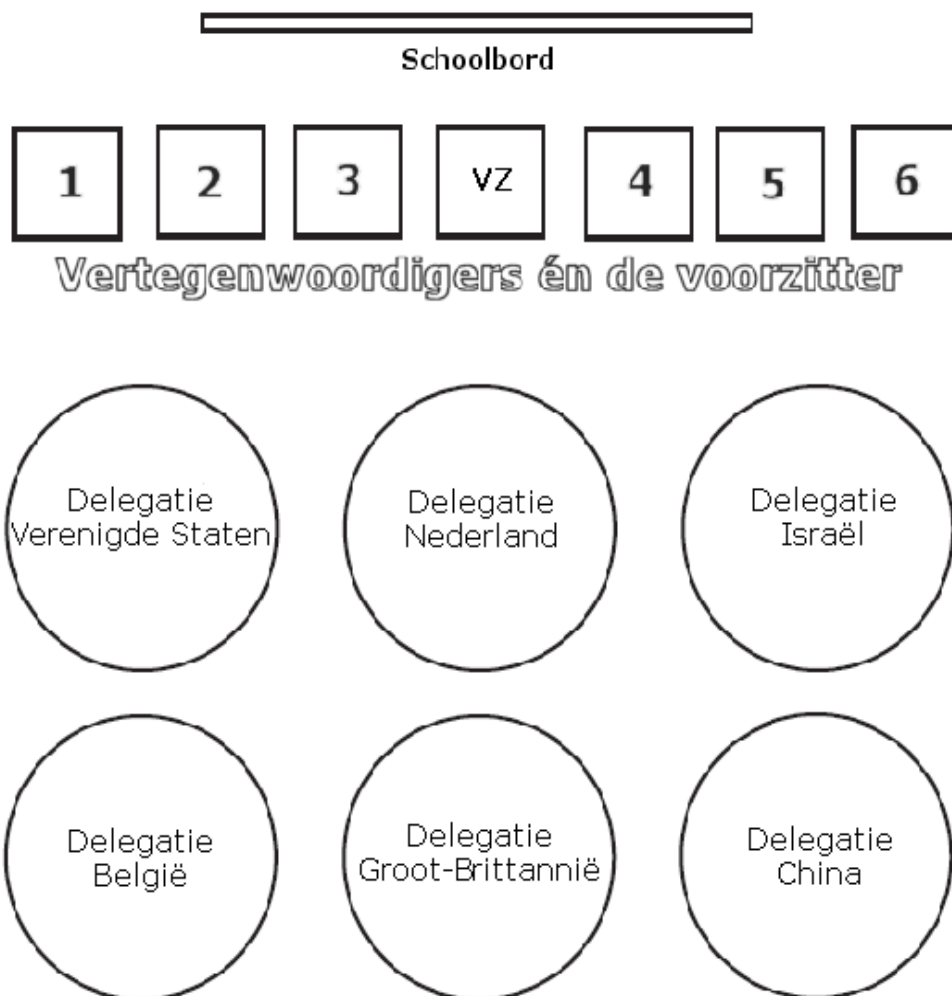 Schoolbord
1 2 3 VZ 4 5 6
Vertegenwoordigers én de voorzitter
Delegatie
Verenigde Staten
Delegatie
Nederland
Delegatie
Israël
Delegatie
België
Delegatie
Groot-Brittannië
Delegatie
China